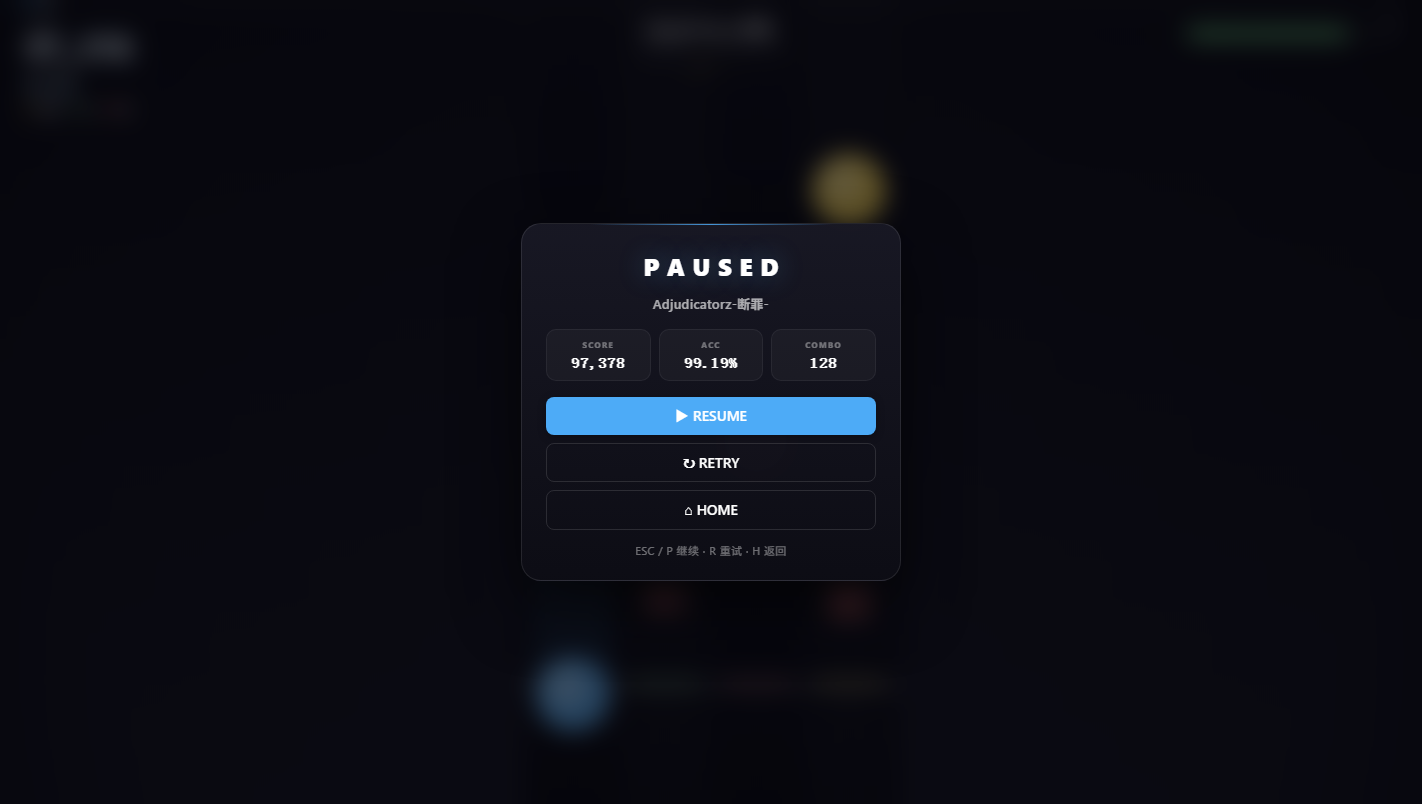 PAUSED
Adjudicatorz-断罪-
SCORE
97,378
ACC
99.19%
COMBO
128
▶ RESUME
↻ RETRY
⌂ HOME
ESC / P 继续 · R 重试 · H 返回